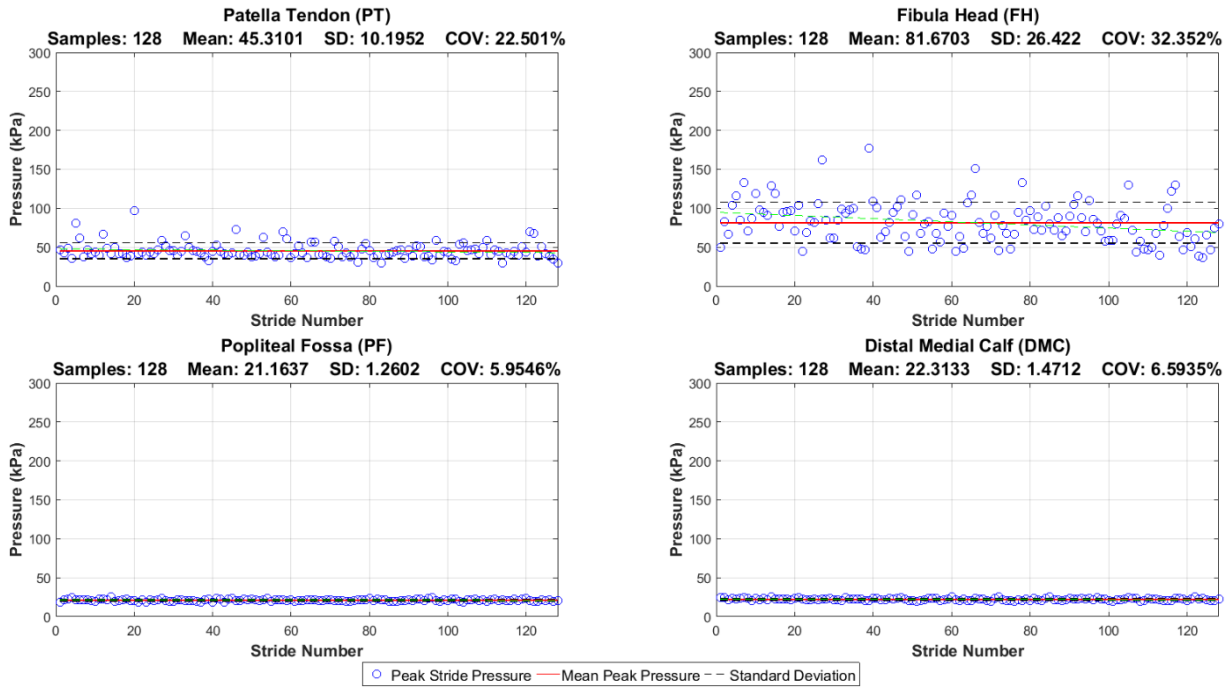 Patella Tendon (PT)
Samples: 128 Mean: 45.3101 SD: 10.1952 COV: 22.501%
300
250
200
150
100
50
0
Pressure (kPa)
0 20 40 60 80 100 120
Stride Number
Fibula Head (FH)
Samples: 128 Mean: 81.6703 SD: 26.422 COV: 32.352%
300
250
200
150
100
50
0
Pressure (kPa)
0 20 40 60 80 100 120
Stride Number
Popliteal Fossa (PF)
Samples: 128 Mean: 21.1637 SD: 1.2602 COV: 5.9546%
300
250
200
150
100
50
0
Pressure (kPa)
0 20 40 60 80 100 120
Stride Number
Distal Medial Calf (DMC)
Samples: 128 Mean: 22.3133 SD: 1.4712 COV: 6.5935%
300
250
200
150
100
50
0
Pressure (kPa)
0 20 40 60 80 100 120
Stride Number
Peak Stride Pressure Mean Peak Pressure Standard Deviation